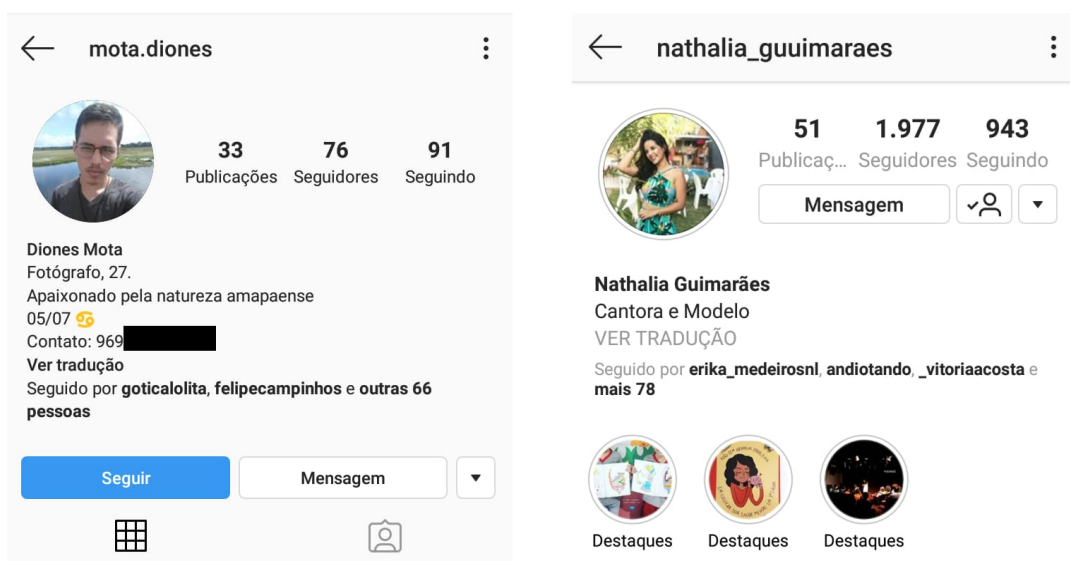 mota.diones
33 76 91
Publicações Seguidores Seguindo
Diones Mota
Fotógrafo, 27.
Apaixonado pela natureza amapaense
05/07 ♋
Contato: 969
Ver tradução
Seguido por goticalolita, felipecampinhos e outras 66
pessoas
Seguir Mensagem
nathalia_guuimaraes
51 1.977 943
Publicaç... Seguidores Seguindo
Mensagem
Nathalia Guimarães
Cantora e Modelo
VER TRADUÇÃO
Seguido por erika_medeirosnl, andiotando, _vitoriaacosta e
mais 78
Destaques Destaques Destaques